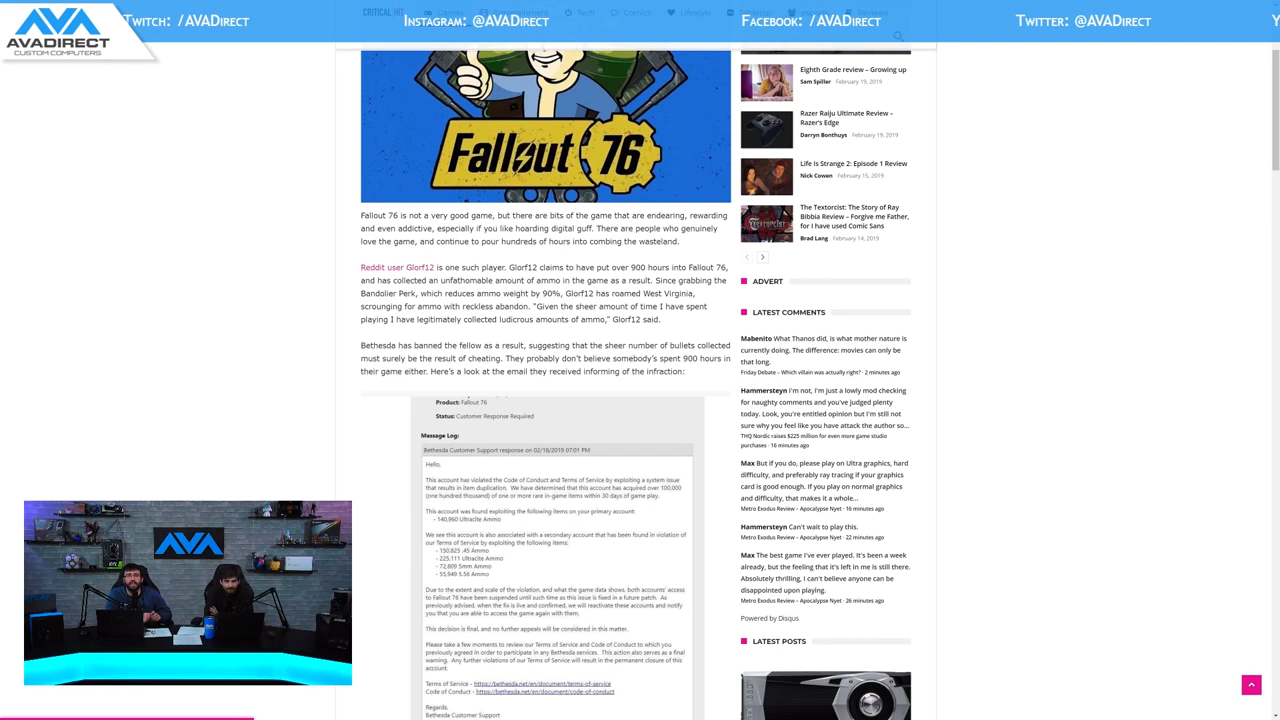 AVADIRECT
CUSTOM COMPUTERS
TWITCH: /AVADIRECT
INSTAGRAM: @AVADIRECT
FACEBOOK: /AVADIRECT
TWITTER: @AVADIRECT
Y
CRITICAL HIT
Games
Entertainment
Tech
Comics
Lifestyle
Reviews
Fallout 76
Fallout 76 is not a very good game, but there are bits of the game that are endearing, rewarding
and even addictive, especially if you like hoarding digital guff. There are people who genuinely
love the game, and continue to pour hundreds of hours into combing the wasteland.
Reddit user Glorf12 is one such player. Glorf12 claims to have put over 900 hours into Fallout 76,
and has collected an unfathomable amount of ammo in the game as a result. Since grabbing the
Bandolier Perk, which reduces ammo weight by 90%, Glorf12 has roamed West Virginia,
scrounging for ammo with reckless abandon. “Given the sheer amount of time I have spent
playing I have legitimately collected ludicrous amounts of ammo,” Glorf12 said.
Bethesda has banned the fellow as a result, suggesting that the sheer number of bullets collected
must surely be the result of cheating. They probably don’t believe somebody’s spent 900 hours in
their game either. Here’s a look at the email they received informing of the infraction:
Product: Fallout 76
Status: Customer Response Required
Message Log:
Bethesda Customer Support response on 02/18/2019 07:01 PM
Hello,
This account has violated the Code of Conduct and Terms of Service by exploiting a system issue
that results in item duplication. We have determined that this account has acquired over 100,000
(one hundred thousand) of one or more rare in-game items within 30 days of game play.
This account was found exploiting the following items on your primary account:
- 140,960 Ultracite Ammo
We see this account is also associated with a secondary account that has been found in violation of
our Terms of Service by exploiting the following items:
- 150,825 .45 Ammo
- 225,111 Ultracite Ammo
- 72,809 5mm Ammo
- 55,949 5.56 Ammo
Due to the extent and scale of the violation, and what the game data shows, both accounts' access
to Fallout 76 have been suspended until such time as this issue is fixed in a future patch. As
previously advised, when the fix is live and confirmed, we will reactivate these accounts and notify
you that you are able to access the game again with them.
This decision is final, and no further appeals will be considered in this matter.
Please take a few moments to review our Terms of Service and Code of Conduct to which you
previously agreed in order to participate in any Bethesda services. This action also serves as a final
warning. Any further violations of our Terms of Service will result in the permanent closure of this
account.
Terms of Service - https://bethesda.net/en/document/terms-of-service
Code of Conduct - https://bethesda.net/en/document/code-of-conduct
Regards,
Bethesda Customer Support
Eighth Grade review – Growing up
Sam Spiller February 19, 2019
Razer Raiju Ultimate Review –
Razer’s Edge
Darryn Bonthuys February 19, 2019
Life Is Strange 2: Episode 1 Review
Nick Cowen February 15, 2019
The Textorcist: The Story of Ray
Bibbia Review – Forgive me Father,
for I have used Comic Sans
Brad Lang February 14, 2019
ADVERT
LATEST COMMENTS
Mabenito What Thanos did, is what mother nature is
currently doing. The difference: movies can only be
that long.
Friday Debate – Which villain was actually right? · 2 minutes ago
Hammersteyn I'm not, I'm just a lowly mod checking
for naughty comments and you've judged plenty
today. Look, you're entitled opinion but I'm still not
sure why you feel like you have attack the author so...
THQ Nordic raises $225 million for even more game studio
purchases · 16 minutes ago
Max But if you do, please play on Ultra graphics, hard
difficulty, and preferably ray tracing if your graphics
card is good enough. If you play on normal graphics
and difficulty, that makes it a whole...
Metro Exodus Review – Apocalypse Nyet · 16 minutes ago
Hammersteyn Can't wait to play this.
Metro Exodus Review – Apocalypse Nyet · 22 minutes ago
Max The best game I've ever played. It's been a week
already, but the feeling that it's left in me is still there.
Absolutely thrilling, I can't believe anyone can be
disappointed upon playing.
Metro Exodus Review – Apocalypse Nyet · 26 minutes ago
Powered by Disqus
LATEST POSTS
AVA